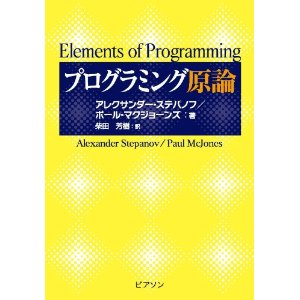 Elements of Programming
プログラミング原論
アレクサンダー・ステパノフ／
ポール・マクジョーンズ：著
柴田 芳樹：訳
Alexander Stepanov / Paul McJones
ピアソン